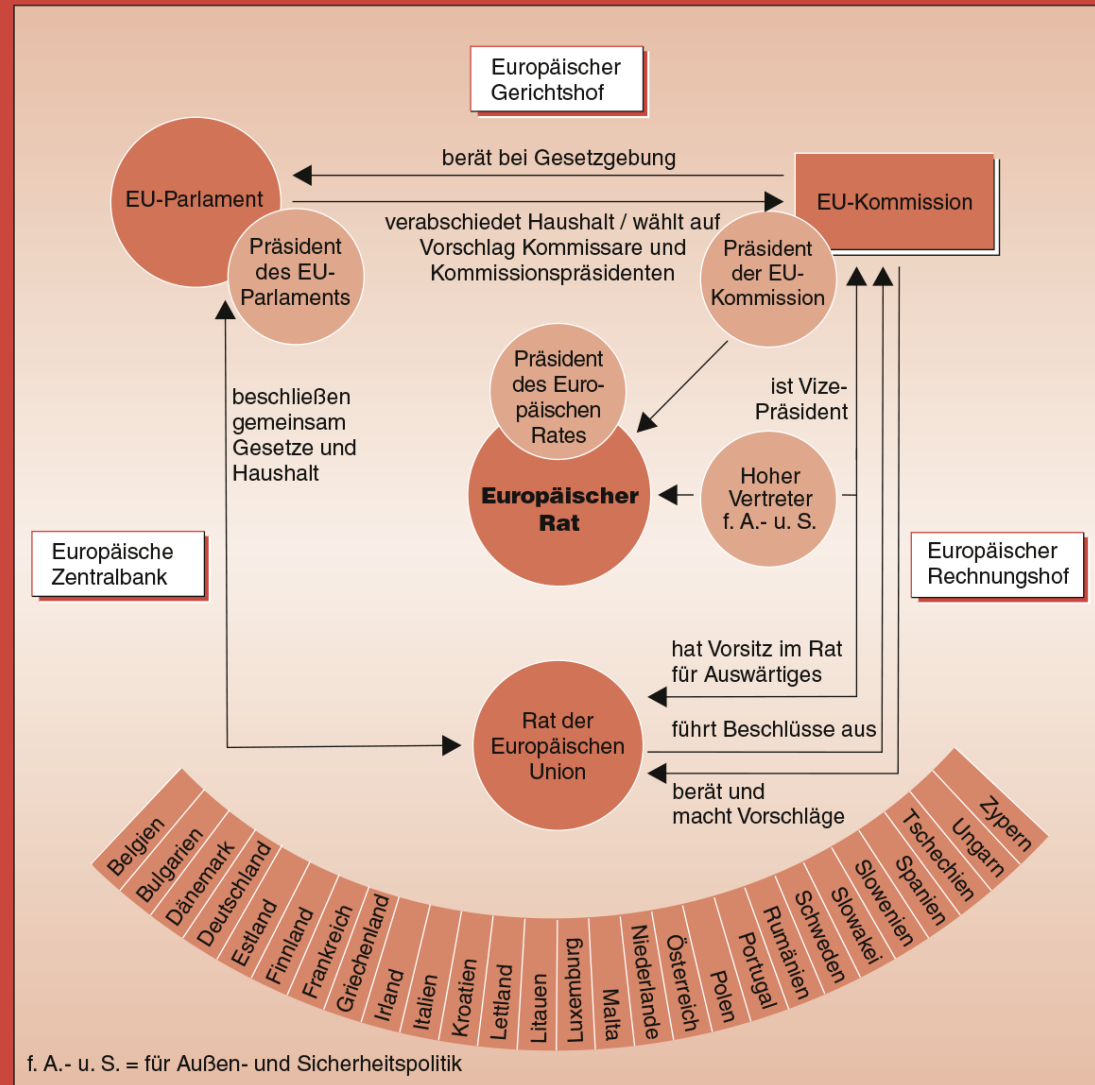 Europäischer
Gerichtshof
berät bei Gesetzgebung
EU-Parlament
EU-Kommission
verabschiedet Haushalt / wählt auf
Vorschlag Kommissare und
Kommissionspräsidenten
Präsident
des EU-
Parlaments
Präsident
der EU-
Kommission
Präsident
des Euro-
päischen
Rates
ist Vize-
Präsident
beschließen
gemeinsam
Gesetze und
Haushalt
Europäischer
Rat
Hoher
Vertreter
f. A.- u. S.
Europäische
Zentralbank
Europäischer
Rechnungshof
hat Vorsitz im Rat
für Auswärtiges
Rat der
Europäischen
Union
führt Beschlüsse aus
berät und
macht Vorschläge
Belgien
Bulgarien
Dänemark
Deutschland
Estland
Finnland
Frankreich
Griechenland
Irland
Italien
Kroatien
Lettland
Litauen
Luxemburg
Malta
Niederlande
Österreich
Polen
Portugal
Rumänien
Schweden
Slowakei
Slowenien
Spanien
Tschechien
Ungarn
Zypern
f. A.- u. S. = für Außen- und Sicherheitspolitik